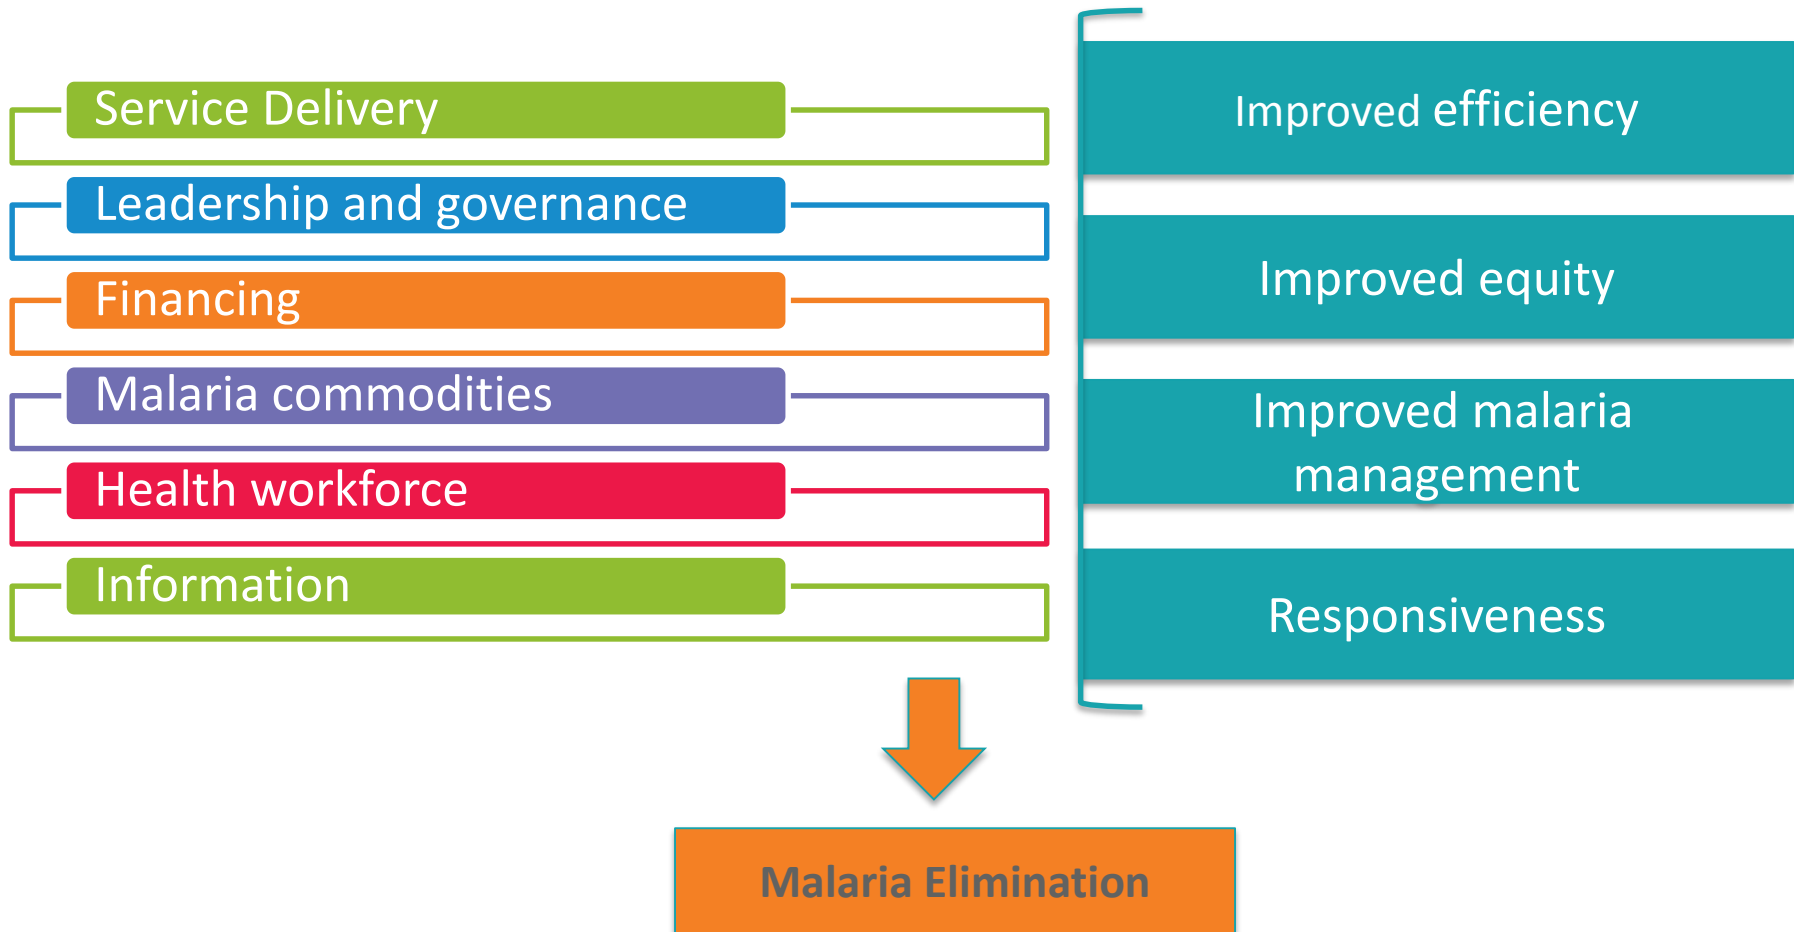 Service Delivery
Leadership and governance
Financing
Malaria commodities
Health workforce
Information
Improved efficiency
Improved equity
Improved malaria
management
Responsiveness
Malaria Elimination